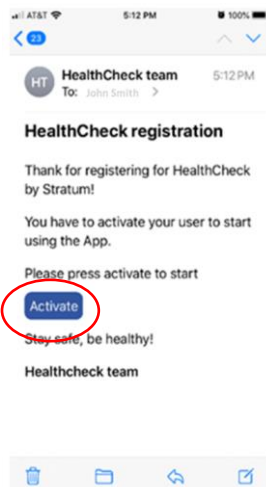 AT&T 5:12 PM 100%
23
HT
HealthCheck team 5:12 PM
To: John Smith >
HealthCheck registration
Thank for registering for HealthCheck
by Stratum!
You have to activate your user to start
using the App.
Please press activate to start
Activate
Stay safe, be healthy!
Healthcheck team